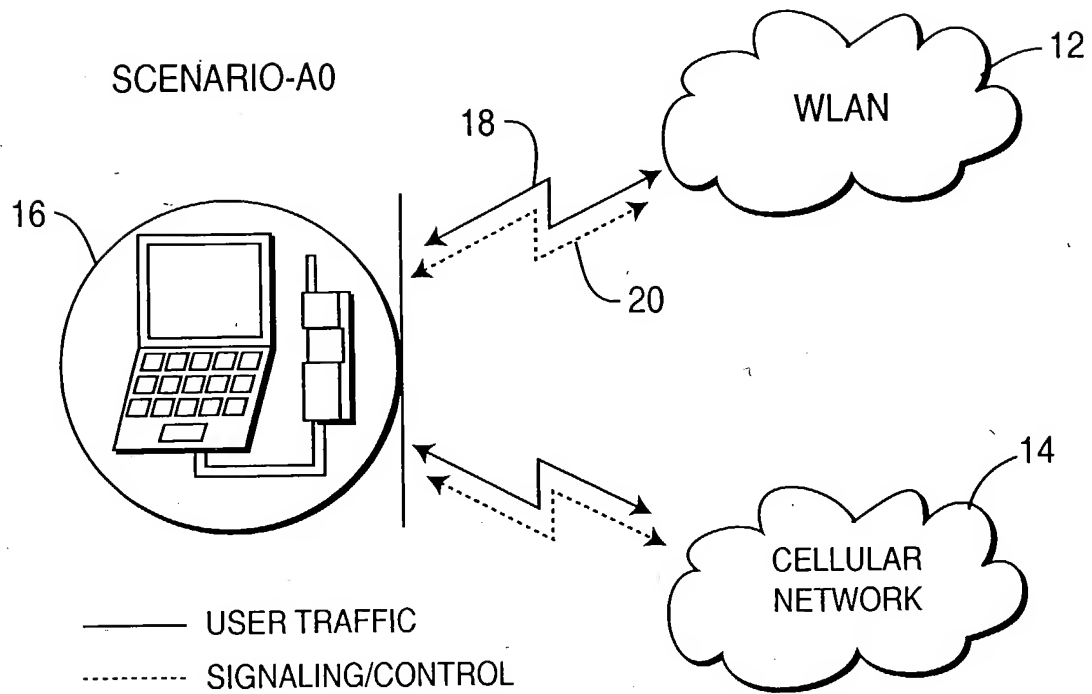 SCENARIO-A0
12
WLAN
18
16
20
14
CELLULAR
NETWORK
USER TRAFFIC
SIGNALING/CONTROL